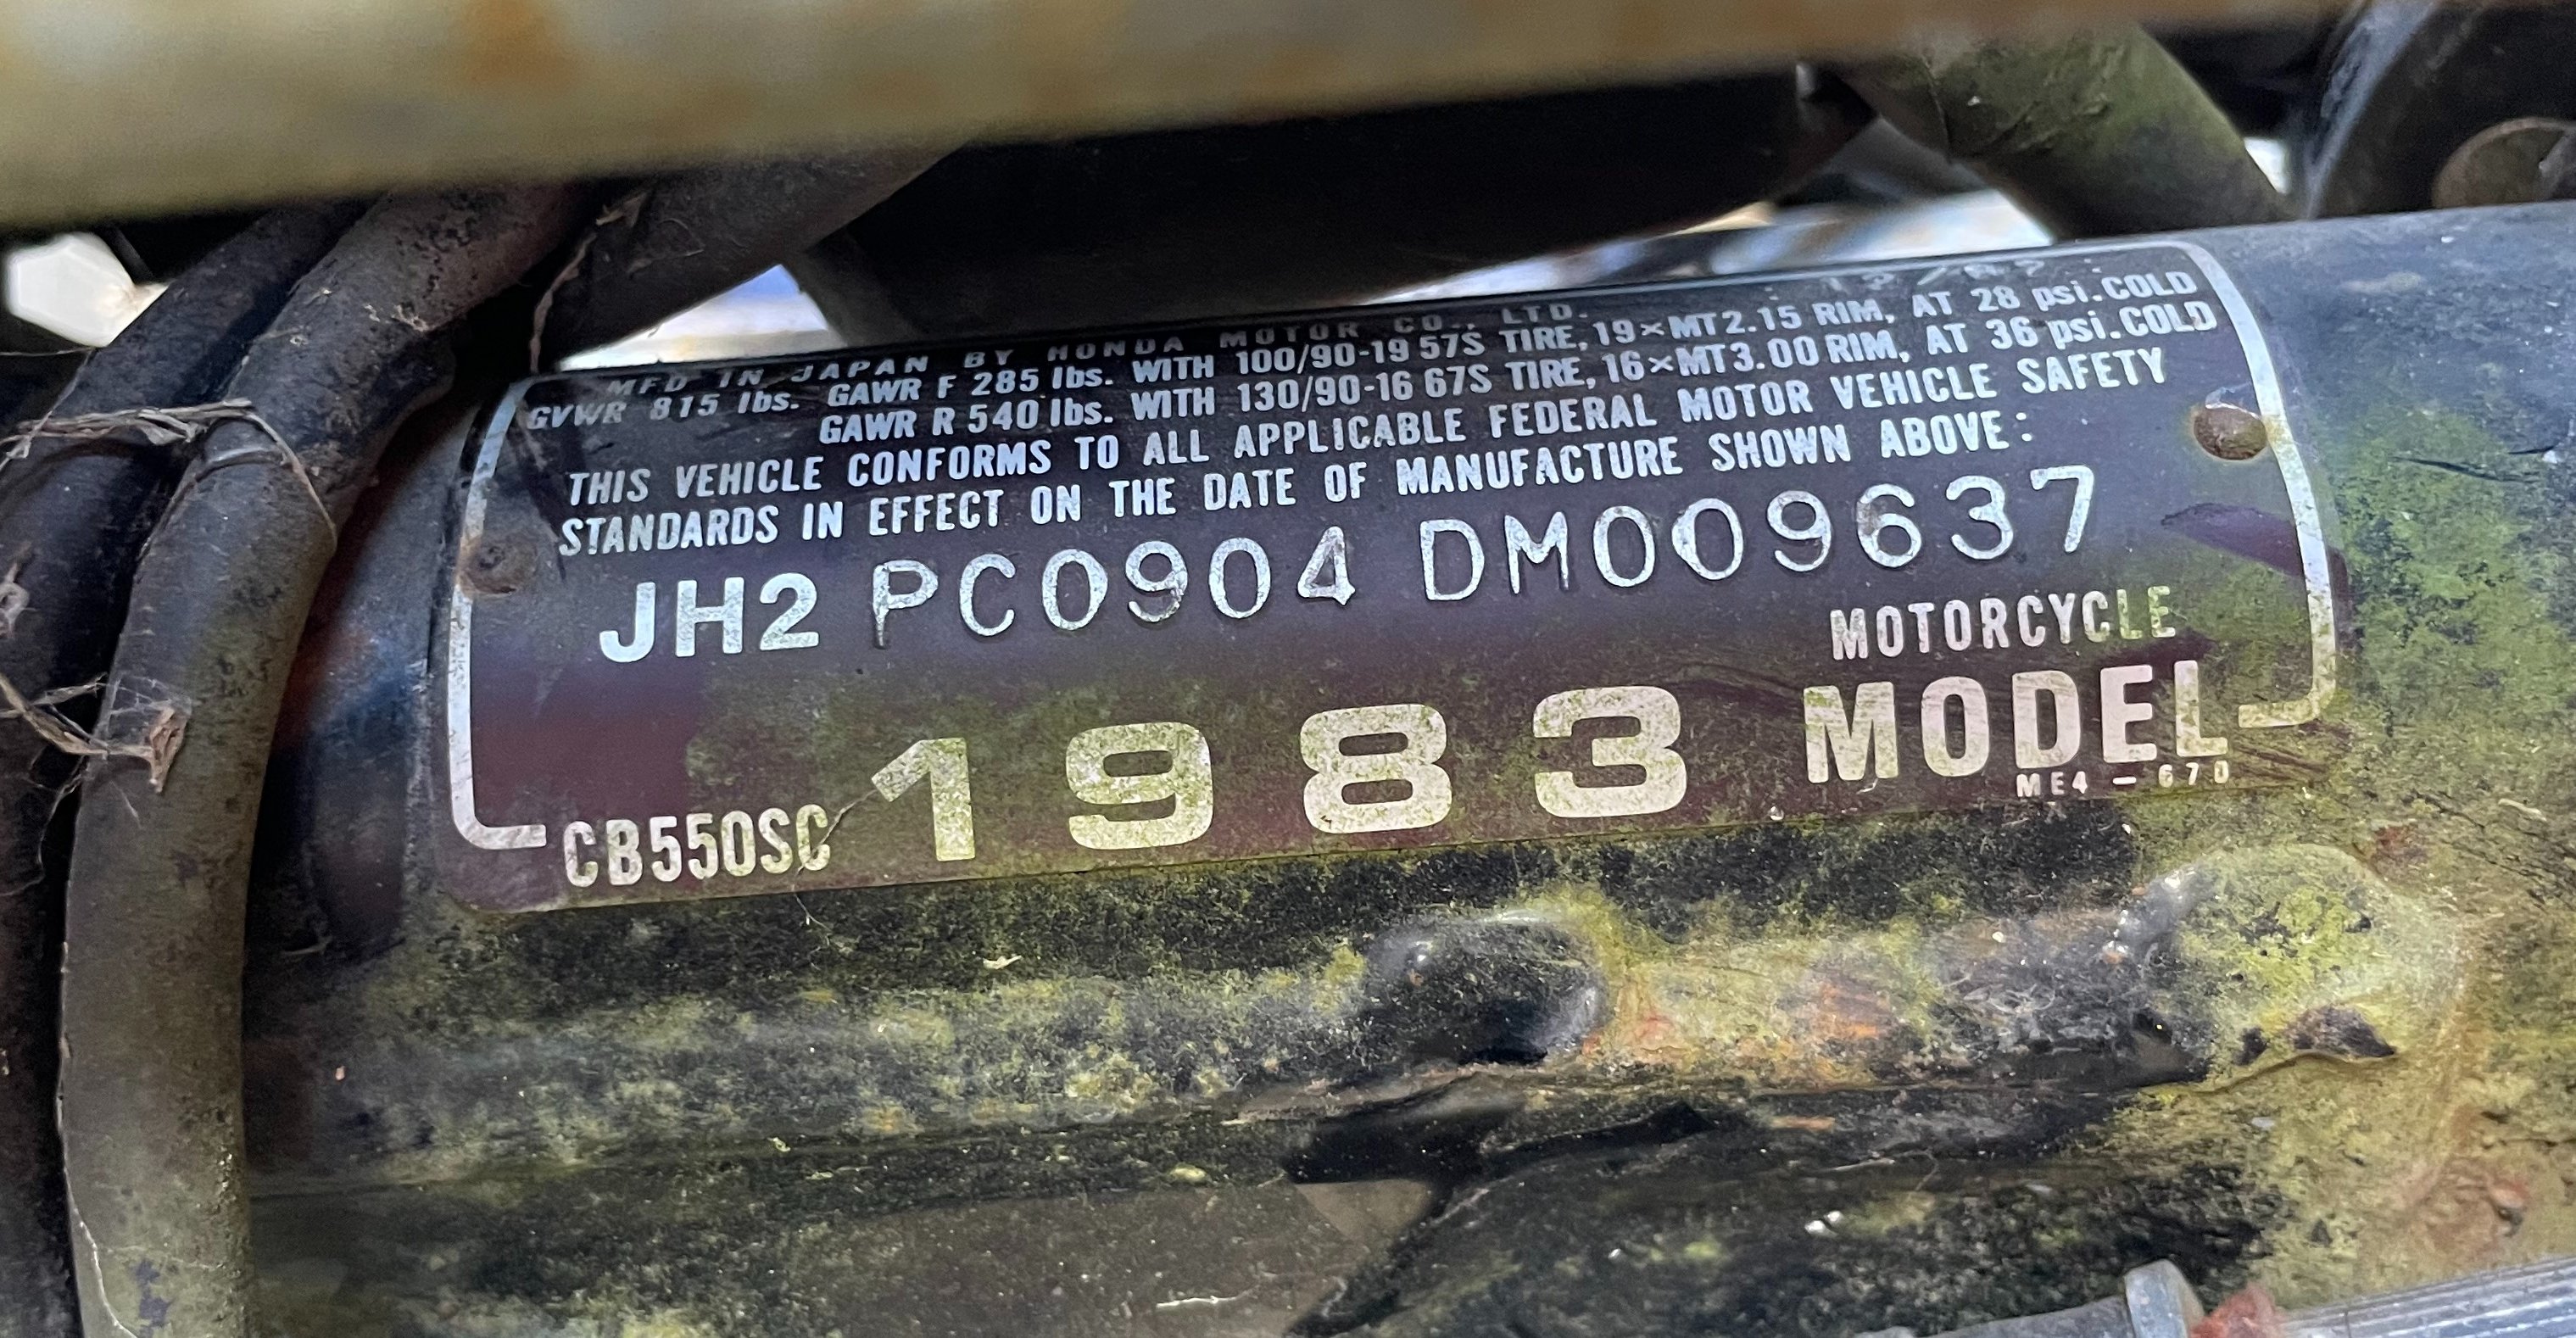 MFD IN JAPAN BY HONDA MOTOR CO., LTD.
GVWR 815 lbs. GAWR F 285 lbs. WITH 100/90-19 57S TIRE, 19×MT2.15 RIM, AT 28 psi.COLD
GAWR R 540 lbs. WITH 130/90-16 67S TIRE, 16×MT3.00 RIM, AT 36 psi.COLD
THIS VEHICLE CONFORMS TO ALL APPLICABLE FEDERAL MOTOR VEHICLE SAFETY
STANDARDS IN EFFECT ON THE DATE OF MANUFACTURE SHOWN ABOVE:
JH2 PC0904 DM009637
MOTORCYCLE
CB550SC 1983 MODEL
ME4-670